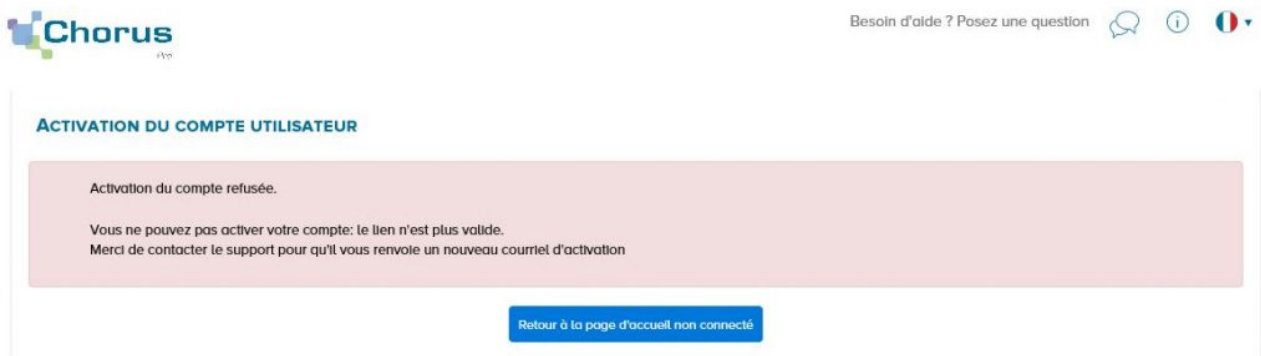 Chorus
Pro
Besoin d'aide ? Posez une question
ACTIVATION DU COMPTE UTILISATEUR
Activation du compte refusée.
Vous ne pouvez pas activer votre compte: le lien n'est plus valide.
Merci de contacter le support pour qu'il vous renvoie un nouveau courriel d'activation
Retour à la page d'accueil non connecté